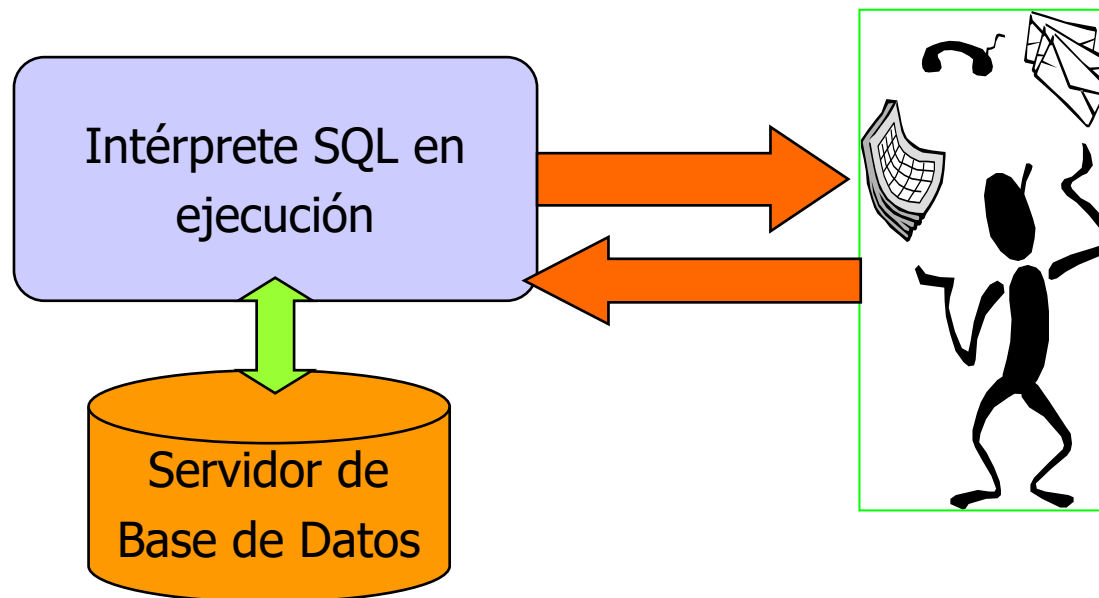 Intérprete SQL en
ejecución
Servidor de
Base de Datos